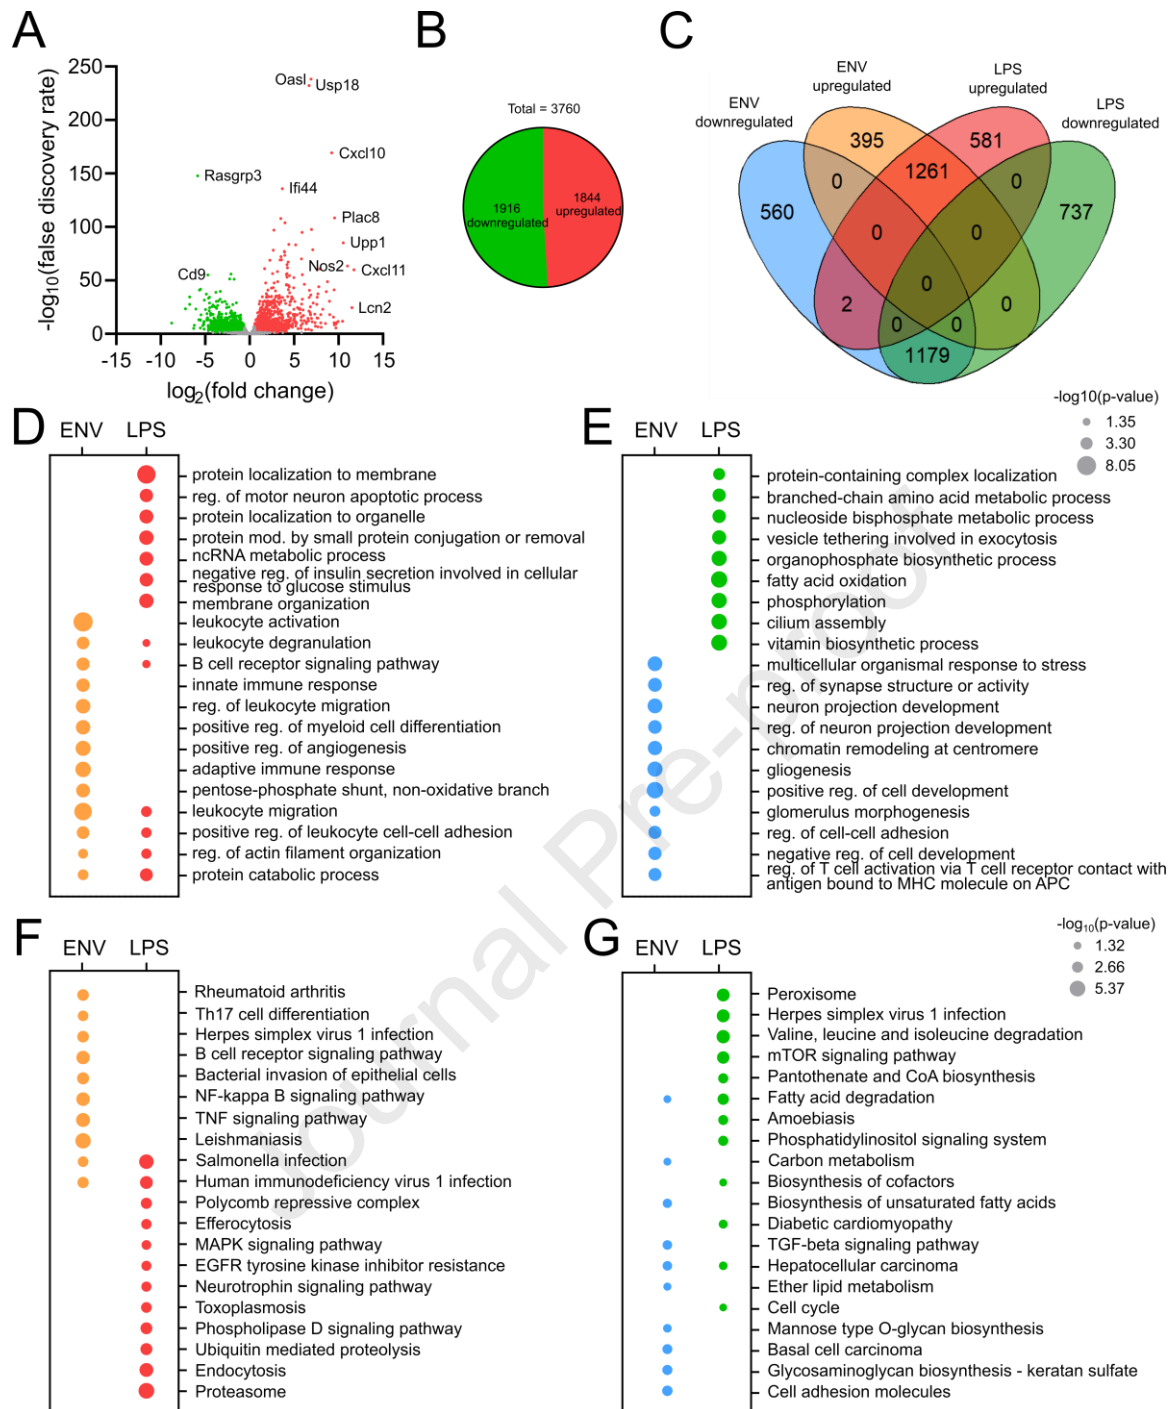 A
250
200
150
100
50
0
-log10(false discovery rate)
-15
-10
-5
0
5
10
15
log2(fold change)
Oasl
Usp18
Cxcl10
Rasgrp3
Ifi44
Plac8
Upp1
Nos2
Cxcl11
Cd9
Lcn2
B
Total = 3760
1916
downregulated
1844
upregulated
C
ENV
downregulated
ENV
upregulated
LPS
upregulated
LPS
downregulated
395
581
560
737
0
1261
0
0
0
0
2
0
0
0
1179
D
ENV
LPS
protein localization to membrane
reg. of motor neuron apoptotic process
protein localization to organelle
protein mod. by small protein conjugation or removal
ncRNA metabolic process
negative reg. of insulin secretion involved in cellular
response to glucose stimulus
membrane organization
leukocyte activation
leukocyte degranulation
B cell receptor signaling pathway
innate immune response
reg. of leukocyte migration
positive reg. of myeloid cell differentiation
positive reg. of angiogenesis
adaptive immune response
pentose-phosphate shunt, non-oxidative branch
leukocyte migration
positive reg. of leukocyte cell-cell adhesion
reg. of actin filament organization
protein catabolic process
E
ENV
LPS
-log10(p-value)
1.35
3.30
8.05
protein-containing complex localization
branched-chain amino acid metabolic process
nucleoside bisphosphate metabolic process
vesicle tethering involved in exocytosis
organophosphate biosynthetic process
fatty acid oxidation
phosphorylation
cilium assembly
vitamin biosynthetic process
multicellular organismal response to stress
reg. of synapse structure or activity
neuron projection development
reg. of neuron projection development
chromatin remodeling at centromere
gliogenesis
positive reg. of cell development
glomerulus morphogenesis
reg. of cell-cell adhesion
negative reg. of cell development
reg. of T cell activation via T cell receptor contact with
antigen bound to MHC molecule on APC
F
ENV
LPS
Rheumatoid arthritis
Th17 cell differentiation
Herpes simplex virus 1 infection
B cell receptor signaling pathway
Bacterial invasion of epithelial cells
NF-kappa B signaling pathway
TNF signaling pathway
Leishmaniasis
Salmonella infection
Human immunodeficiency virus 1 infection
Polycomb repressive complex
Efferocytosis
MAPK signaling pathway
EGFR tyrosine kinase inhibitor resistance
Neurotrophin signaling pathway
Toxoplasmosis
Phospholipase D signaling pathway
Ubiquitin mediated proteolysis
Endocytosis
Proteasome
G
ENV
LPS
-log10(p-value)
1.32
2.66
5.37
Peroxisome
Herpes simplex virus 1 infection
Valine, leucine and isoleucine degradation
mTOR signaling pathway
Pantothenate and CoA biosynthesis
Fatty acid degradation
Amoebiasis
Phosphatidylinositol signaling system
Carbon metabolism
Biosynthesis of cofactors
Biosynthesis of unsaturated fatty acids
Diabetic cardiomyopathy
TGF-beta signaling pathway
Hepatocellular carcinoma
Ether lipid metabolism
Cell cycle
Mannose type O-glycan biosynthesis
Basal cell carcinoma
Glycosaminoglycan biosynthesis - keratan sulfate
Cell adhesion molecules
Journal Pre-proof